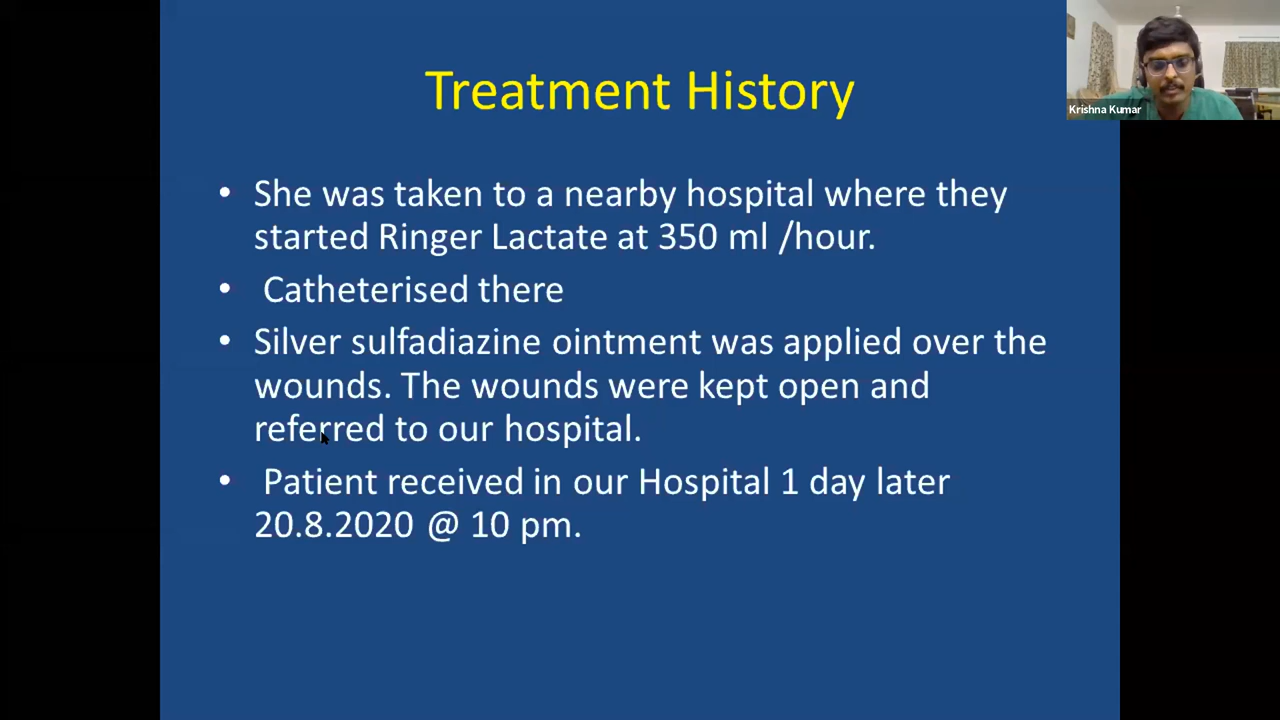 Treatment History
Krishna Kumar
• She was taken to a nearby hospital where they
started Ringer Lactate at 350 ml /hour.
• Catheterised there
• Silver sulfadiazine ointment was applied over the
wounds. The wounds were kept open and
referred to our hospital.
• Patient received in our Hospital 1 day later
20.8.2020 @ 10 pm.